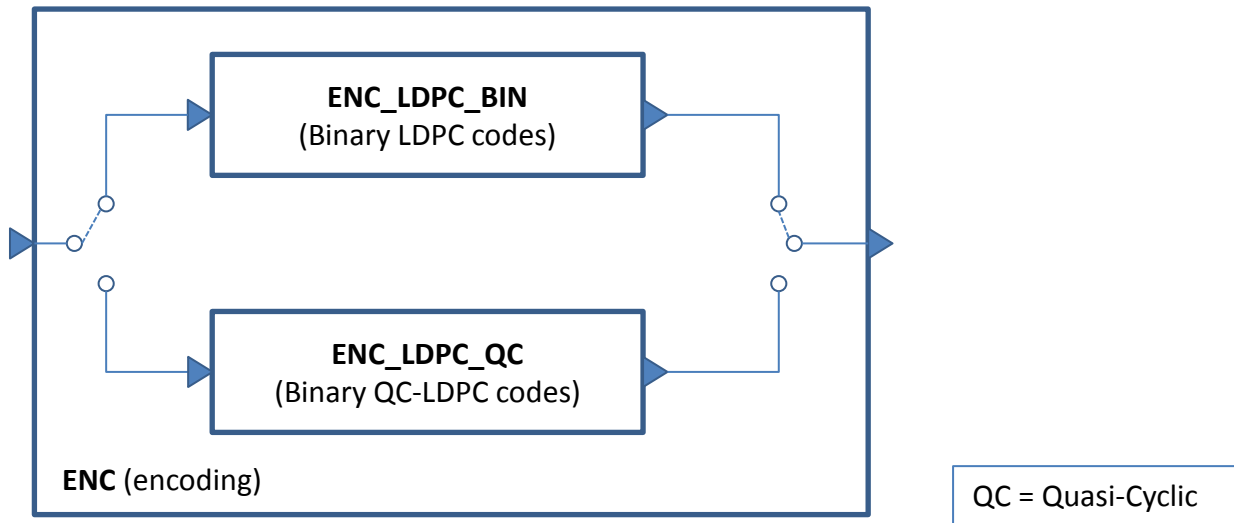 ENC_LDPC_BIN
(Binary LDPC codes)
ENC_LDPC_QC
(Binary QC-LDPC codes)
ENC (encoding)
QC = Quasi-Cyclic